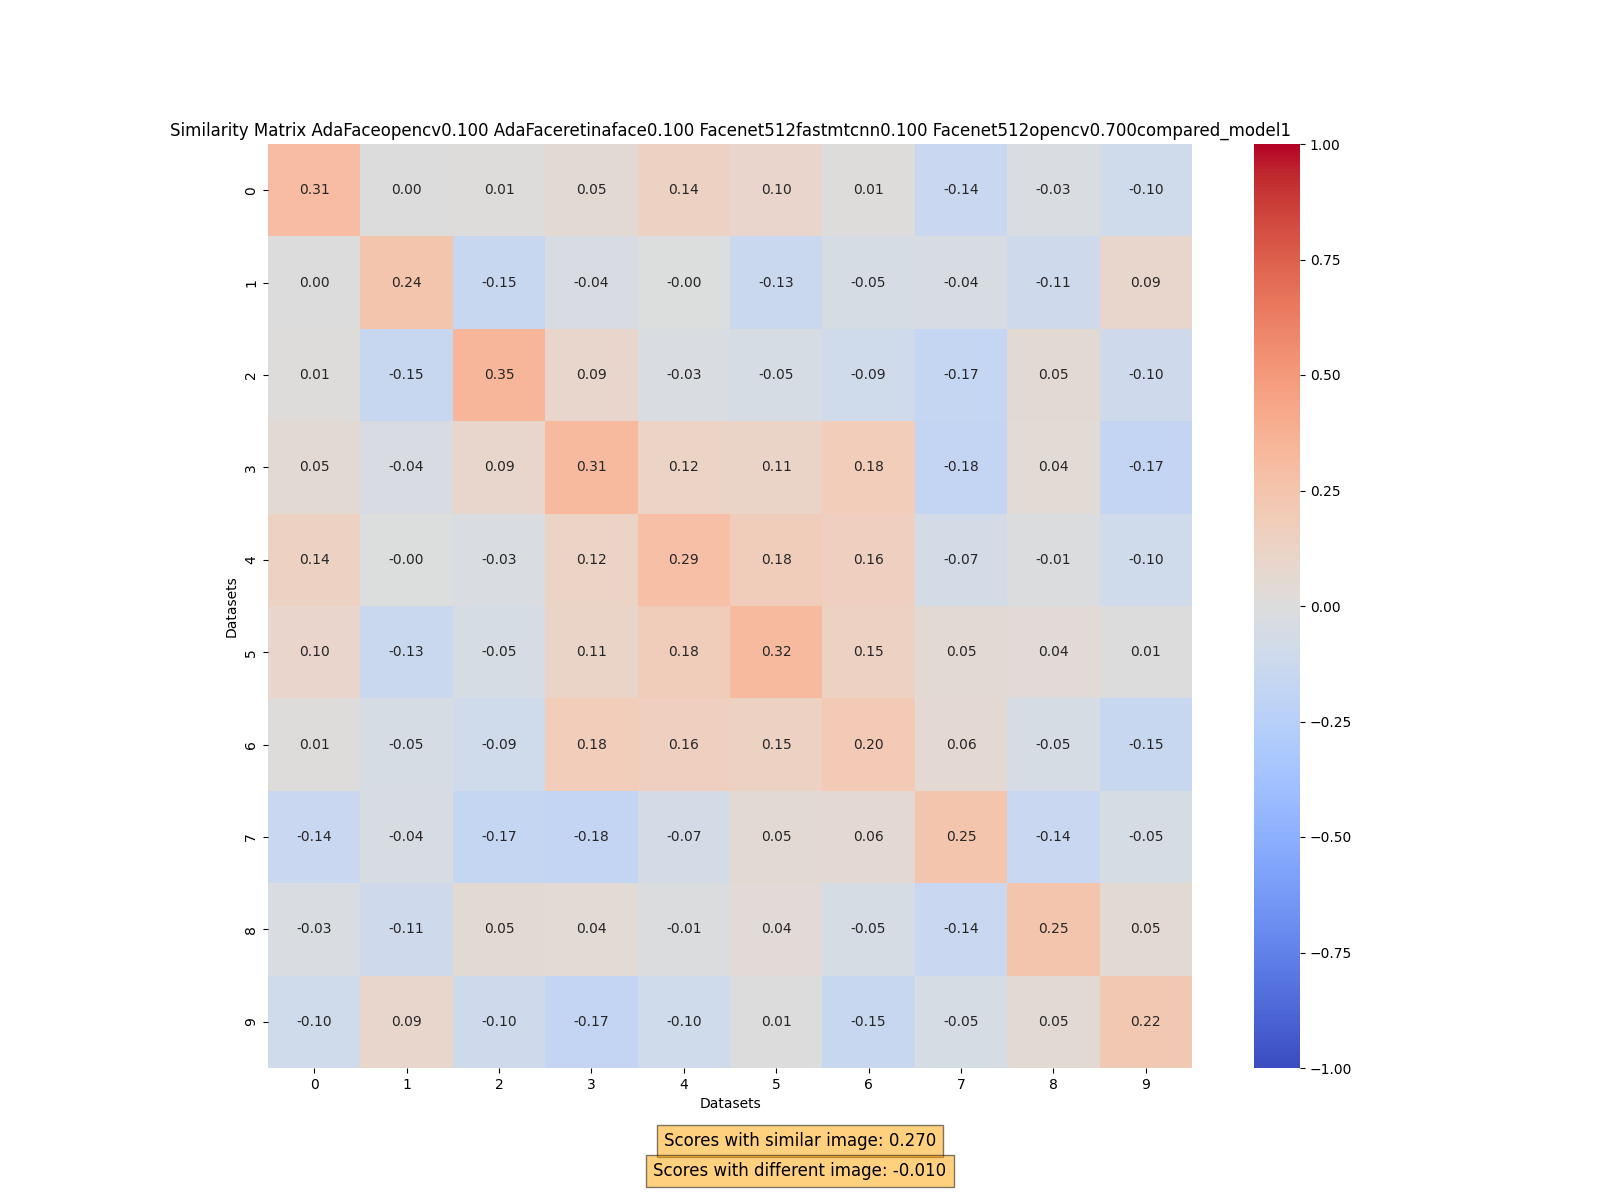 Similarity Matrix AdaFaceopencv0.100 AdaFaceretinaface0.100 Facenet512fastmtcnn0.100 Facenet512opencv0.700compared_model1
0 0.31 0.00 0.01 0.05 0.14 0.10 0.01 -0.14 -0.03 -0.10
1 0.00 0.24 -0.15 -0.04 -0.00 -0.13 -0.05 -0.04 -0.11 0.09
2 0.01 -0.15 0.35 0.09 -0.03 -0.05 -0.09 -0.17 0.05 -0.10
3 0.05 -0.04 0.09 0.31 0.12 0.11 0.18 -0.18 0.04 -0.17
4 0.14 -0.00 -0.03 0.12 0.29 0.18 0.16 -0.07 -0.01 -0.10
Datasets
5 0.10 -0.13 -0.05 0.11 0.18 0.32 0.15 0.05 0.04 0.01
6 0.01 -0.05 -0.09 0.18 0.16 0.15 0.20 0.06 -0.05 -0.15
7 -0.14 -0.04 -0.17 -0.18 -0.07 0.05 0.06 0.25 -0.14 -0.05
8 -0.03 -0.11 0.05 0.04 -0.01 0.04 -0.05 -0.14 0.25 0.05
9 -0.10 0.09 -0.10 -0.17 -0.10 0.01 -0.15 -0.05 0.05 0.22
0 1 2 3 4 5 6 7 8 9
Datasets
1.00
0.75
0.50
0.25
0.00
−0.25
−0.50
−0.75
−1.00
Scores with similar image: 0.270
Scores with different image: -0.010